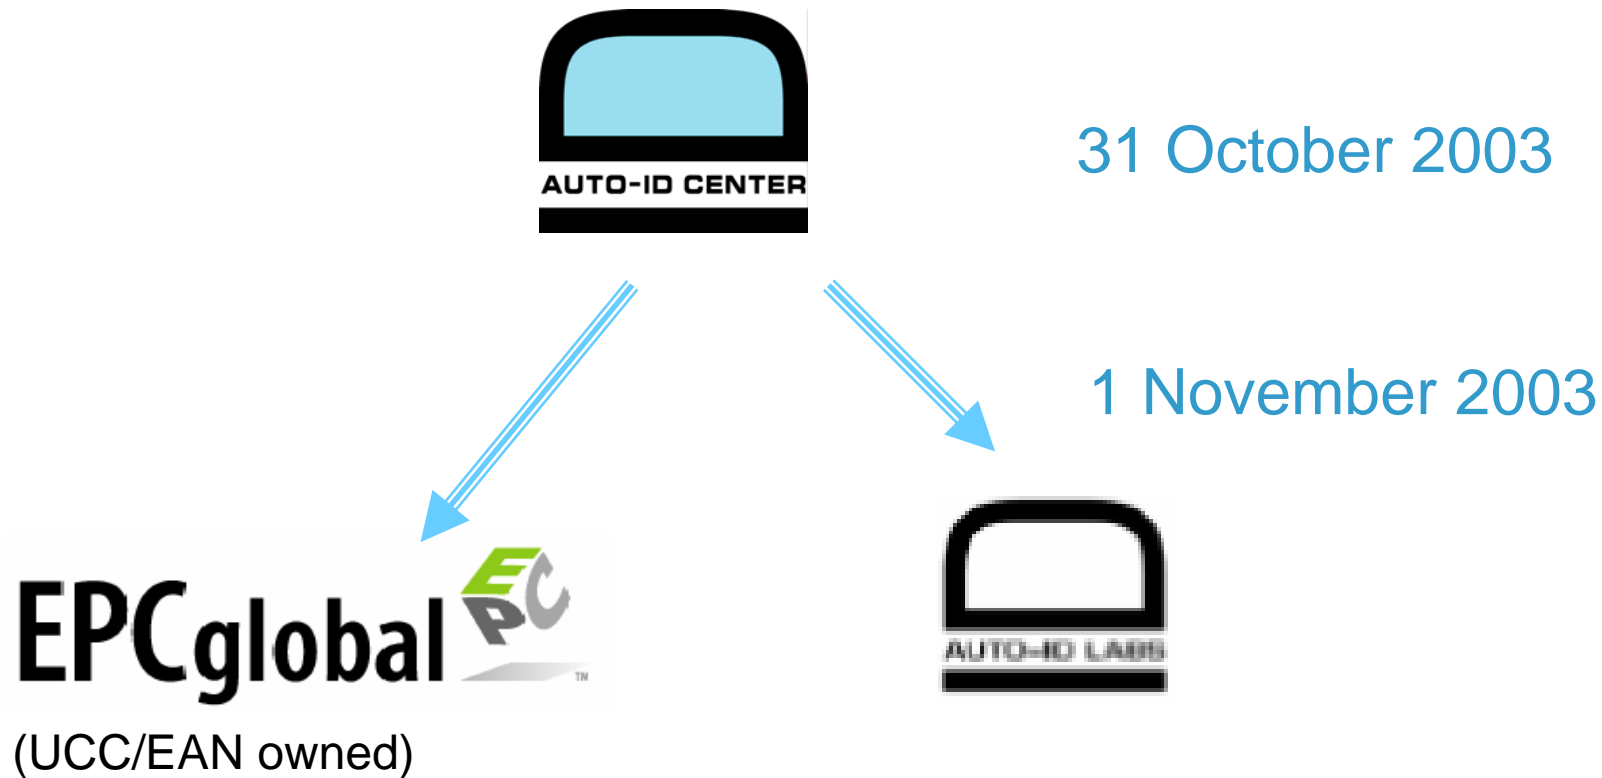 AUTO-ID CENTER
31 October 2003
1 November 2003
EPCglobal EPC
TM
AUTO-ID LABS
(UCC/EAN owned)